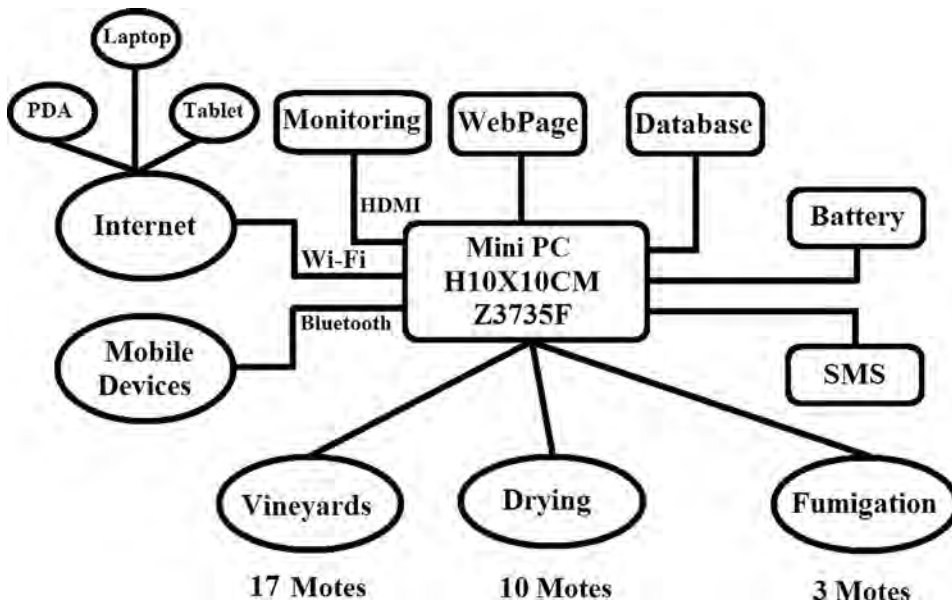 Laptop
PDA
Tablet
Monitoring
WebPage
Database
Internet
HDMI
Wi-Fi
Mini PC
H10X10CM
Z3735F
Battery
Bluetooth
Mobile
Devices
SMS
Vineyards
Drying
Fumigation
17 Motes
10 Motes
3 Motes